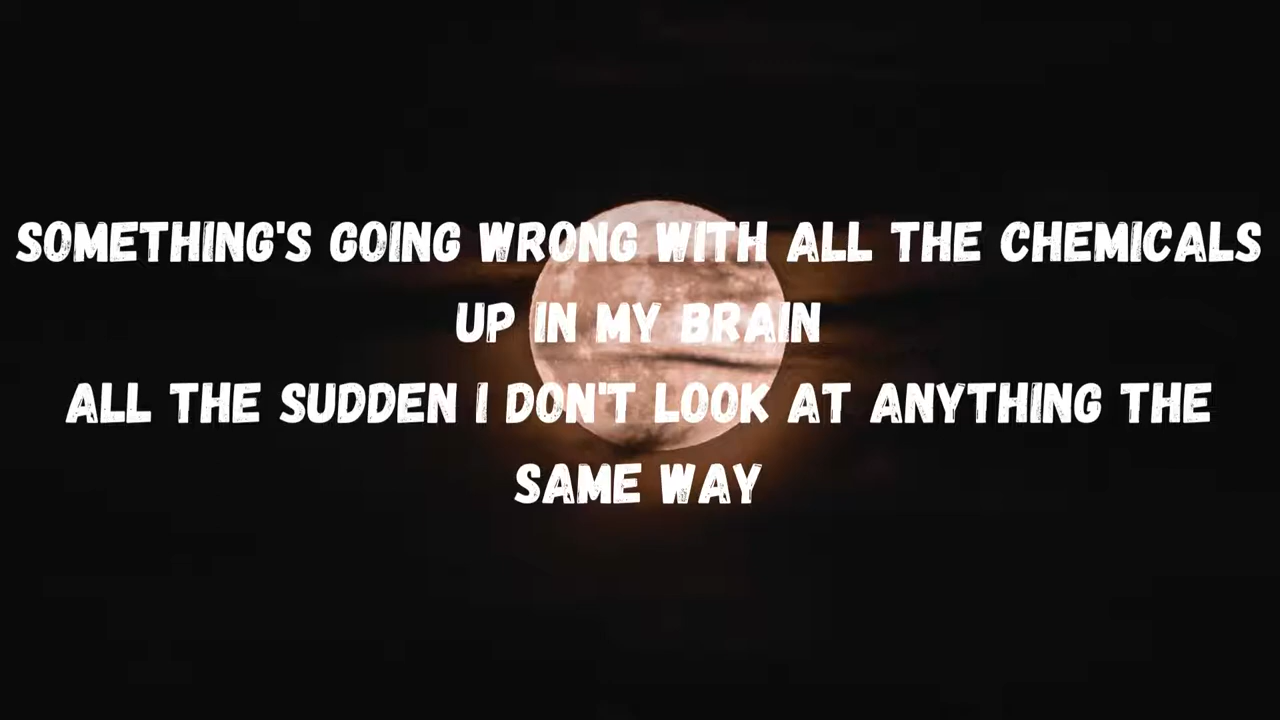 SOMETHING'S GOING WRONG WITH ALL THE CHEMICALS
UP IN MY BRAIN
ALL THE SUDDEN I DON'T LOOK AT ANYTHING THE
SAME WAY